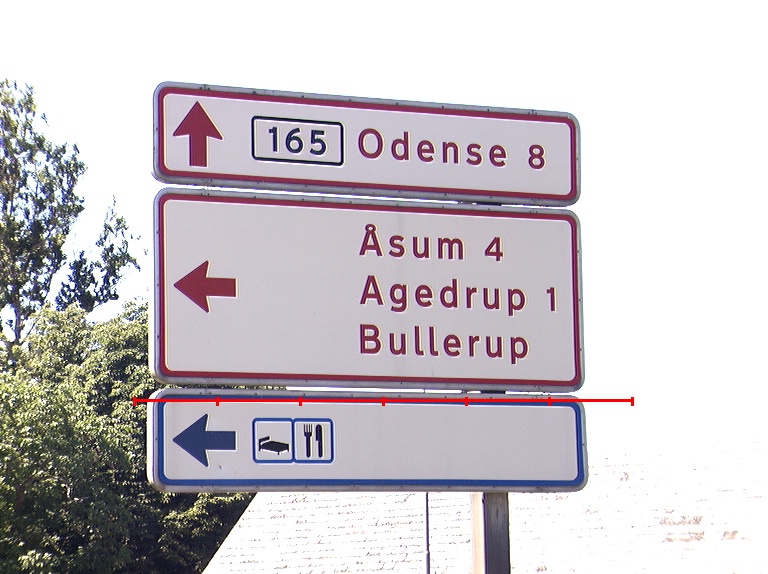 165 Odense 8
Åsum 4
Agedrup 1
Bullerup